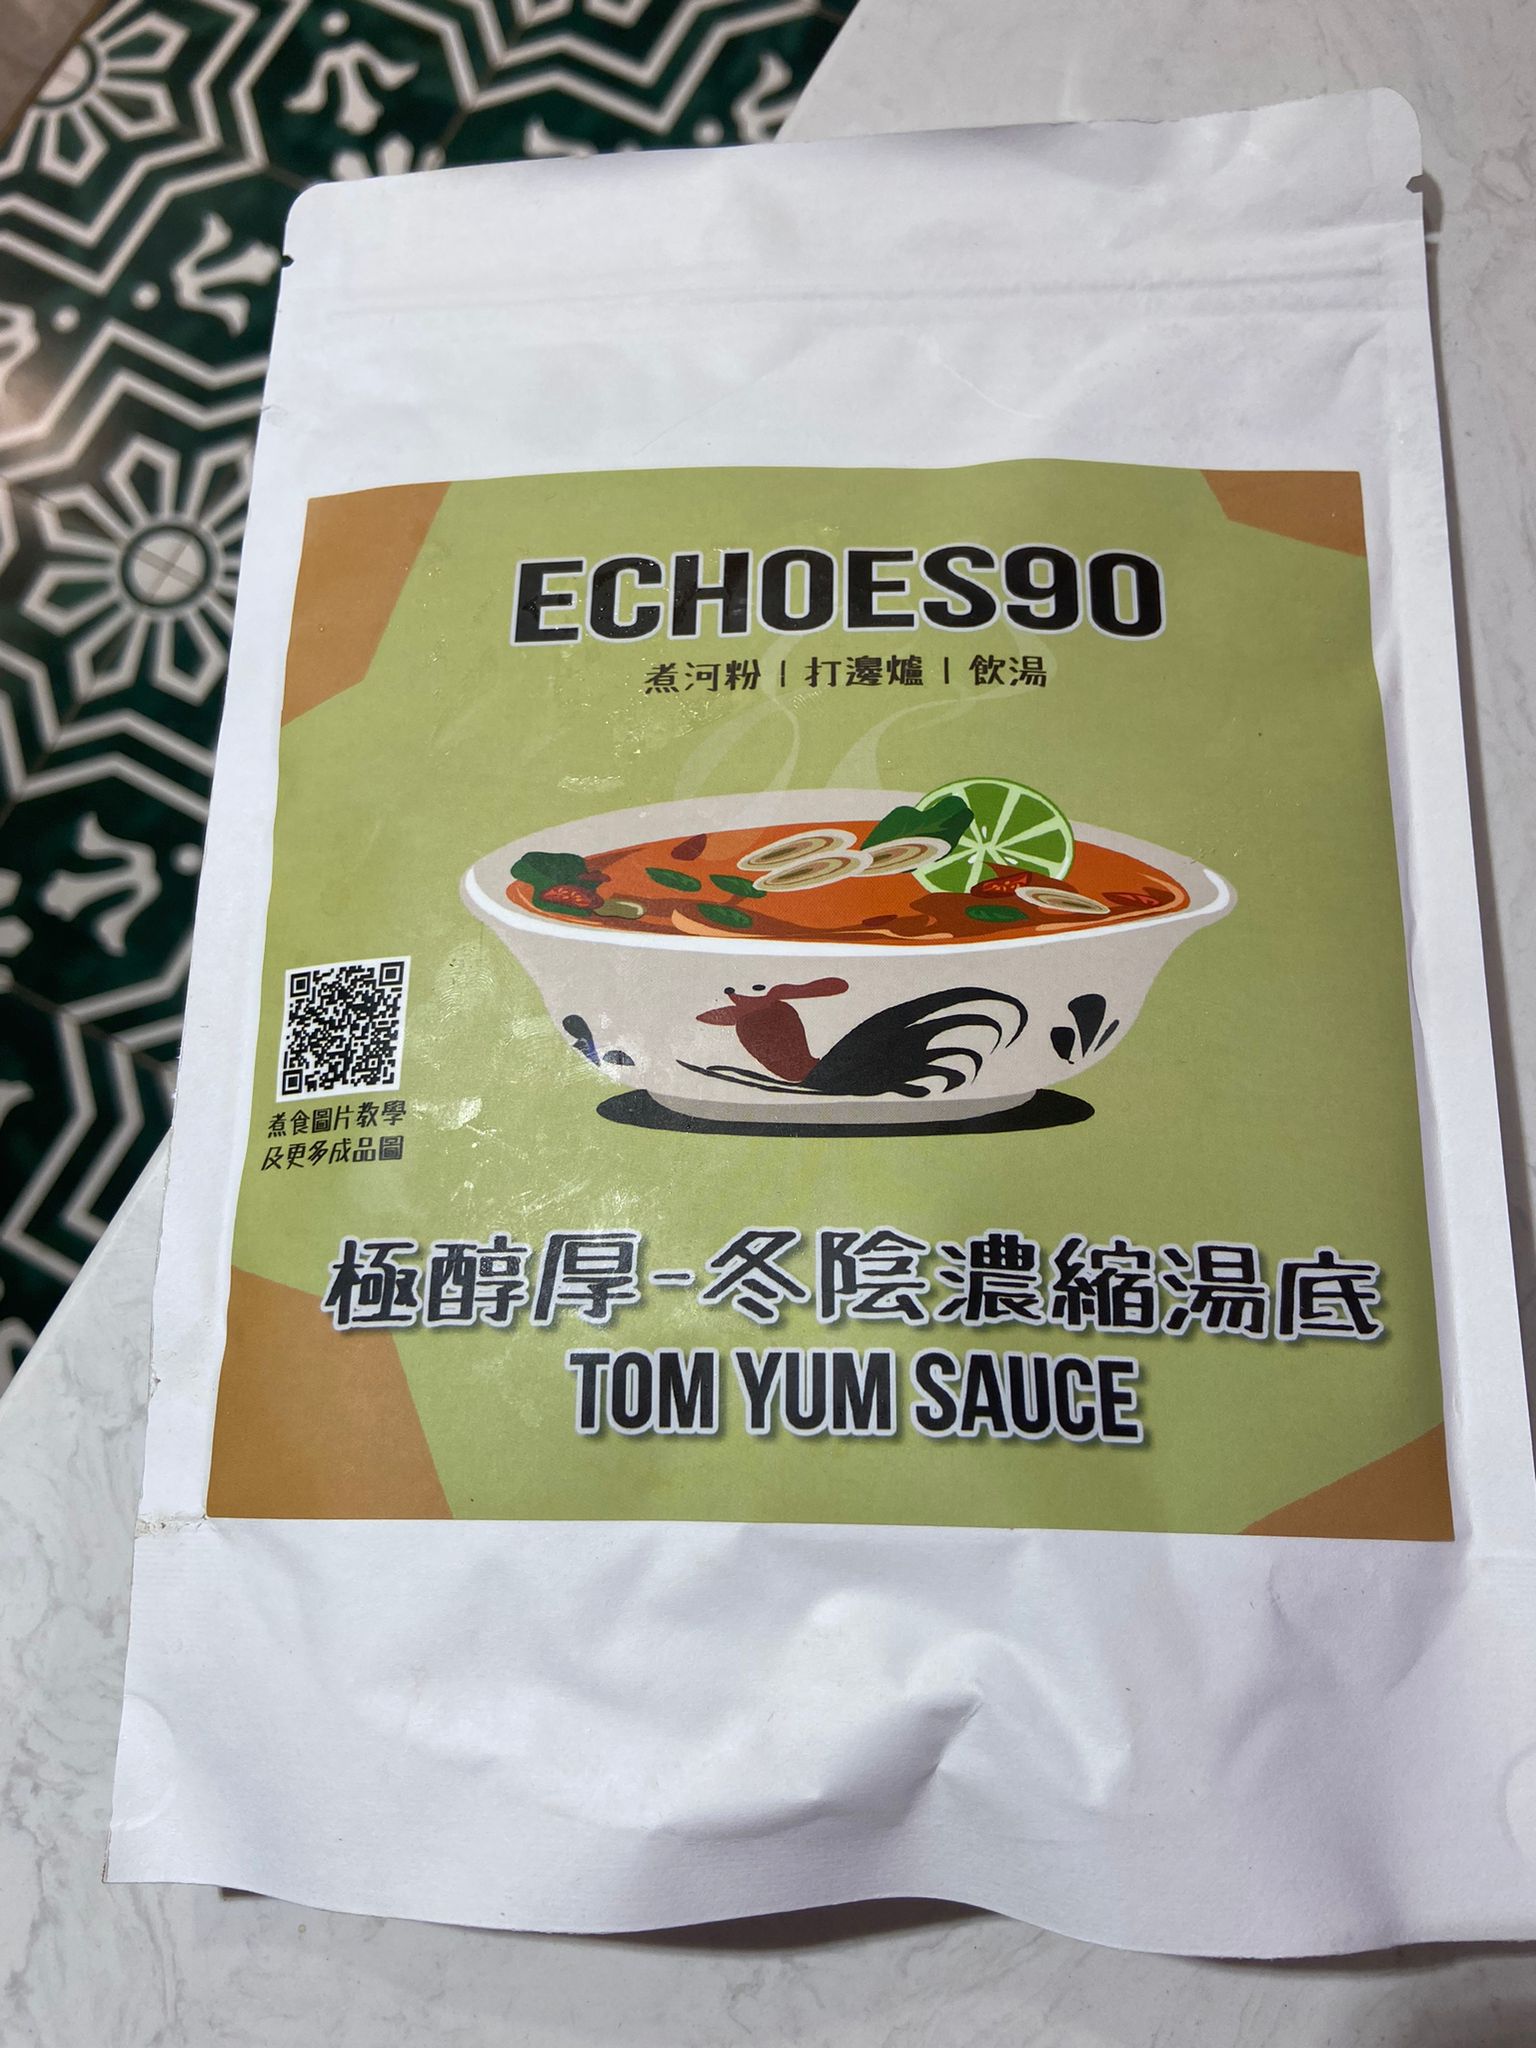 ECHOES90
煮河粉 | 打邊爐 | 飲湯
煮食圖片教學
及更多成品圖
極醇厚-冬陰濃縮湯底
TOM YUM SAUCE